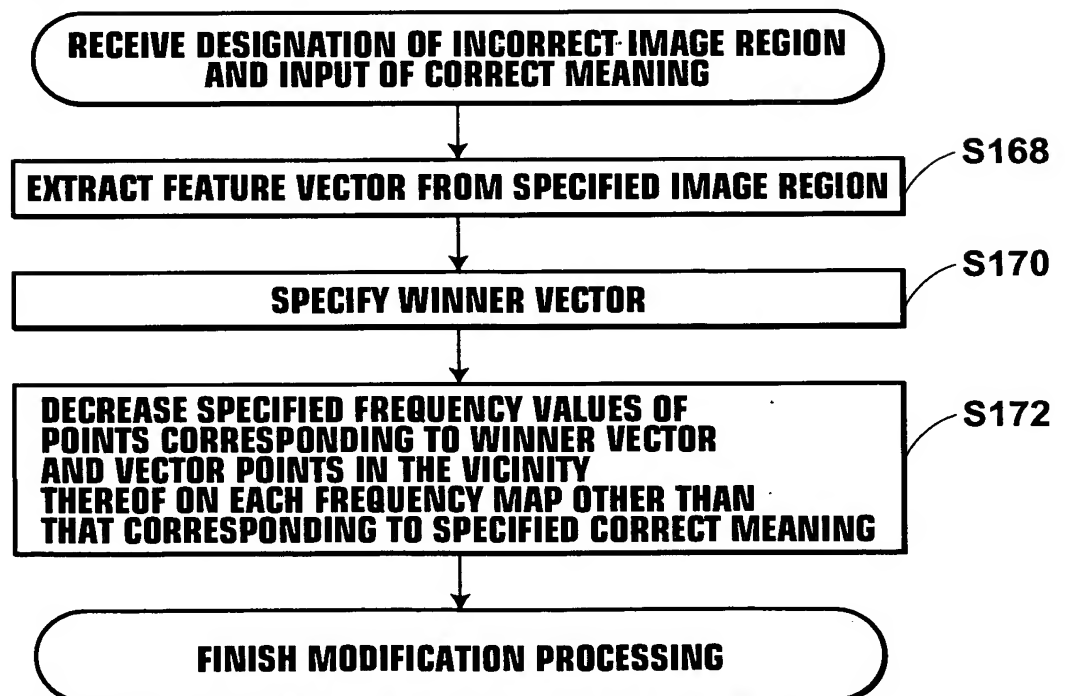 RECEIVE DESIGNATION OF INCORRECT IMAGE REGION
AND INPUT OF CORRECT MEANING
S168
EXTRACT FEATURE VECTOR FROM SPECIFIED IMAGE REGION
S170
SPECIFY WINNER VECTOR
S172
DECREASE SPECIFIED FREQUENCY VALUES OF
POINTS CORRESPONDING TO WINNER VECTOR
AND VECTOR POINTS IN THE VICINITY
THEREOF ON EACH FREQUENCY MAP OTHER THAN
THAT CORRESPONDING TO SPECIFIED CORRECT MEANING
FINISH MODIFICATION PROCESSING